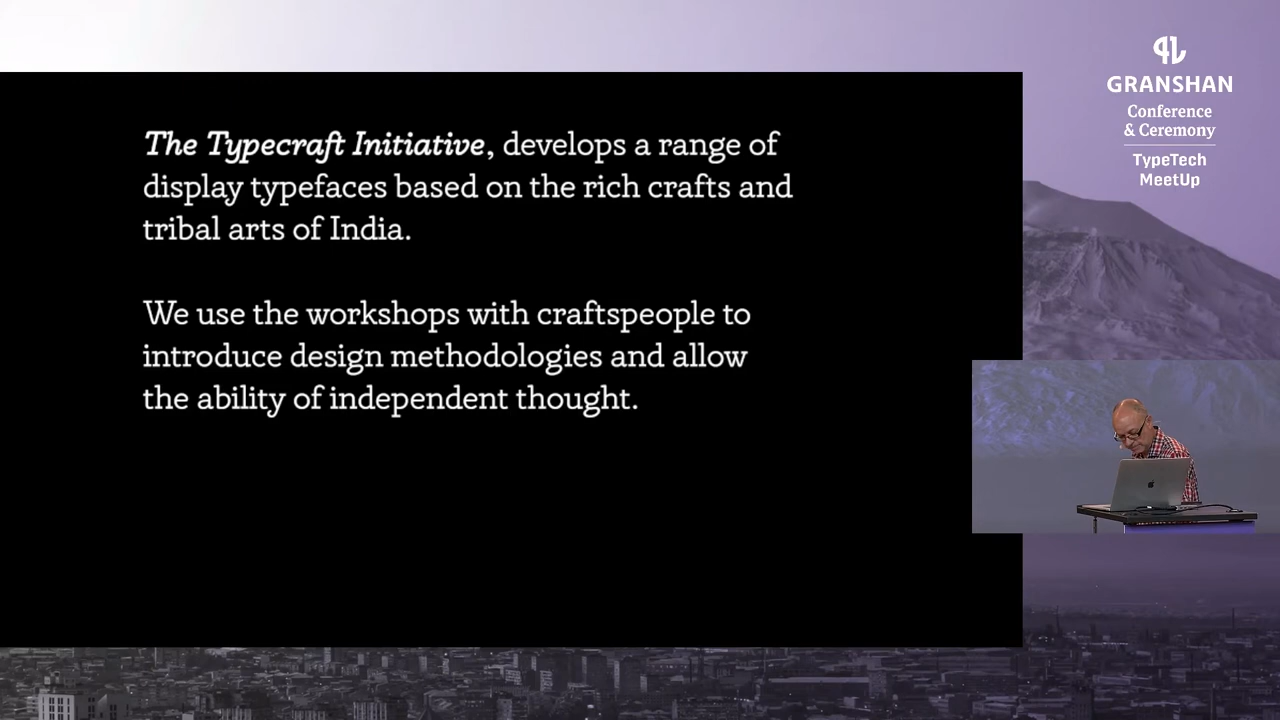 The Typecraft Initiative, develops a range of
display typefaces based on the rich crafts and
tribal arts of India.
We use the workshops with craftspeople to
introduce design methodologies and allow
the ability of independent thought.
GRANSHAN
Conference
& Ceremony
TypeTech
MeetUp